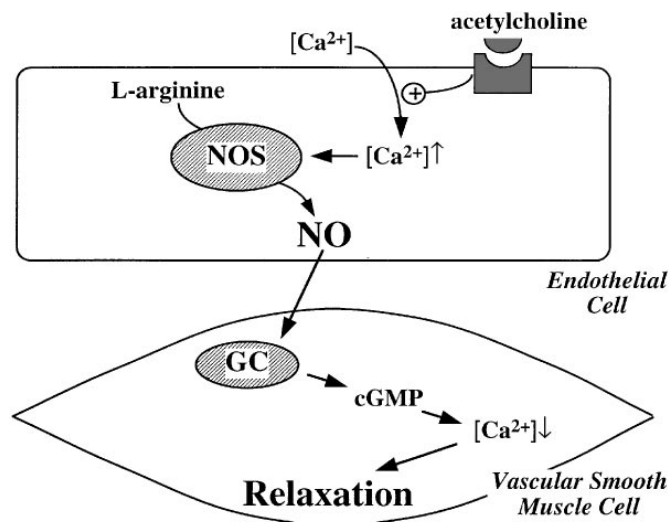 acetylcholine
[Ca²⁺]
+
L-arginine
NOS
[Ca²⁺]↑
NO
Endothelial
Cell
GC
cGMP
[Ca²⁺]↓
Relaxation
Vascular Smooth
Muscle Cell